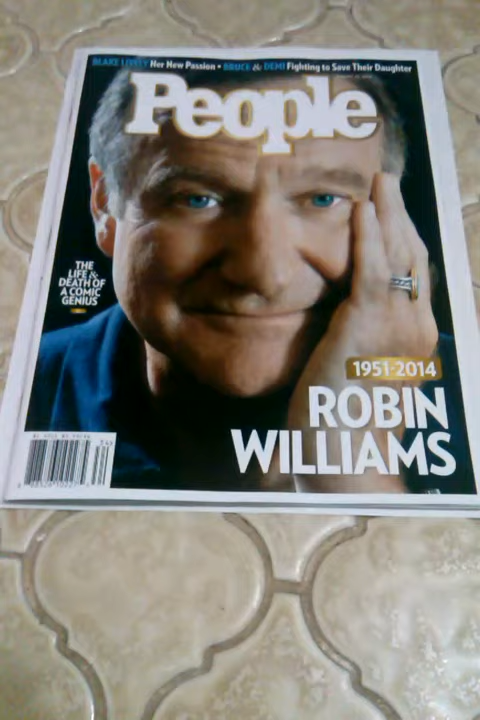 BLAKE LIVELY Her New Passion • BRUCE & DEMI Fighting to Save Their Daughter
People
THE
LIFE &
DEATH OF
A COMIC
GENIUS
1951-2014
ROBIN
WILLIAMS
34>